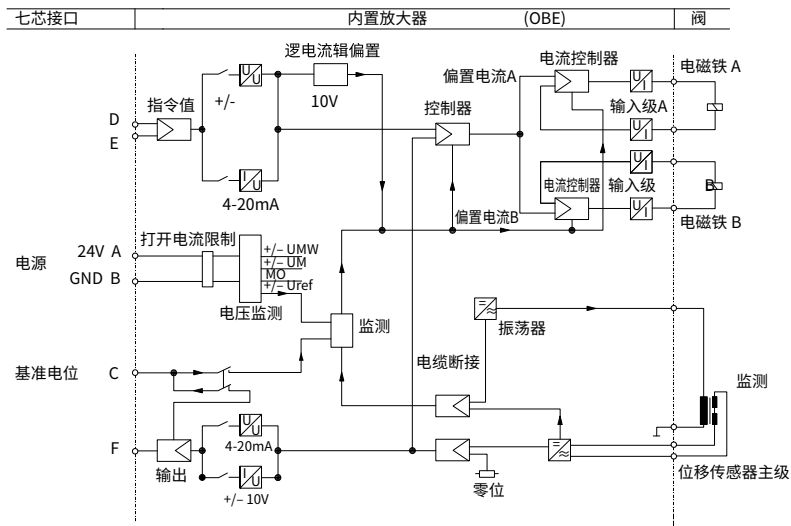 七芯接口 内置放大器 (OBE) 阀
逻电流辑偏置
10V
指令值
D
E
U
U
+/-
I
U
4-20mA
控制器
偏置电流A
电流控制器
U
I
输入级A
U
I
电磁铁 A
U
I
电流控制器
输入级
U
I
B
电磁铁 B
偏置电流B
电源
24V A
GND B
打开电流限制
+/– UMW
+/– UM
MO
+/– Uref
电压监测
监测
=
≈
振荡器
电缆断接
基准电位 C
监测
F
输出
U
U
4-20mA
I
U
+/– 10V
零位
=
≈
位移传感器主级